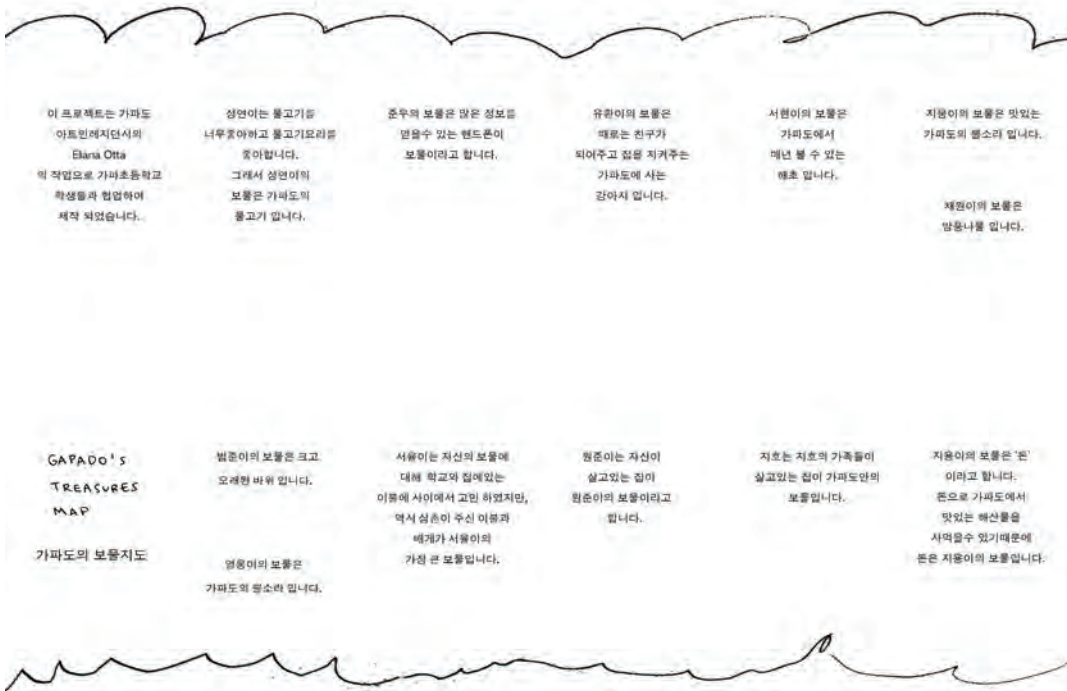 이 프로젝트는 가파도
아트인레지던시의
Eliana Otta
의 작업으로 가파초등학교
학생들과 협업하여
제작 되었습니다.
성연이는 물고기를
너무좋아하고 물고기요리를
좋아합니다.
그래서 성연이의
보물은 가파도의
물고기 입니다.
준우의 보물은 많은 정보를
얻을수 있는 핸드폰이
보물이라고 합니다.
유환이의 보물은
때로는 친구가
되어주고 집을 지켜주는
가파도에 사는
강아지 입니다.
서현이의 보물은
가파도에서
매년 볼 수 있는
해초 입니다.
지용이의 보물은 맛있는
가파도의 뿔소라 입니다.
채원이의 보물은
방풍나물 입니다.
GAPADO'S
TREASURES
MAP
가파도의 보물지도
범준이의 보물은 크고
오래된 바위 입니다.
영웅이의 보물은
가파도의 뿔소라 입니다.
서율이는 자신의 보물에
대해 학교와 집에있는
이불에 사이에서 고민 하였지만,
역시 삼촌이 주신 이불과
베게가 서율이의
가장 큰 보물입니다.
원준이는 자신이
살고있는 집이
원준이의 보물이라고
합니다.
지호는 지호의 가족들이
살고있는 집이 가파도안의
보물입니다.
지용이의 보물은 '돈'
이라고 합니다.
돈으로 가파도에서
맛있는 해산물을
사먹을수 있기때문에
돈은 지용이의 보물입니다.